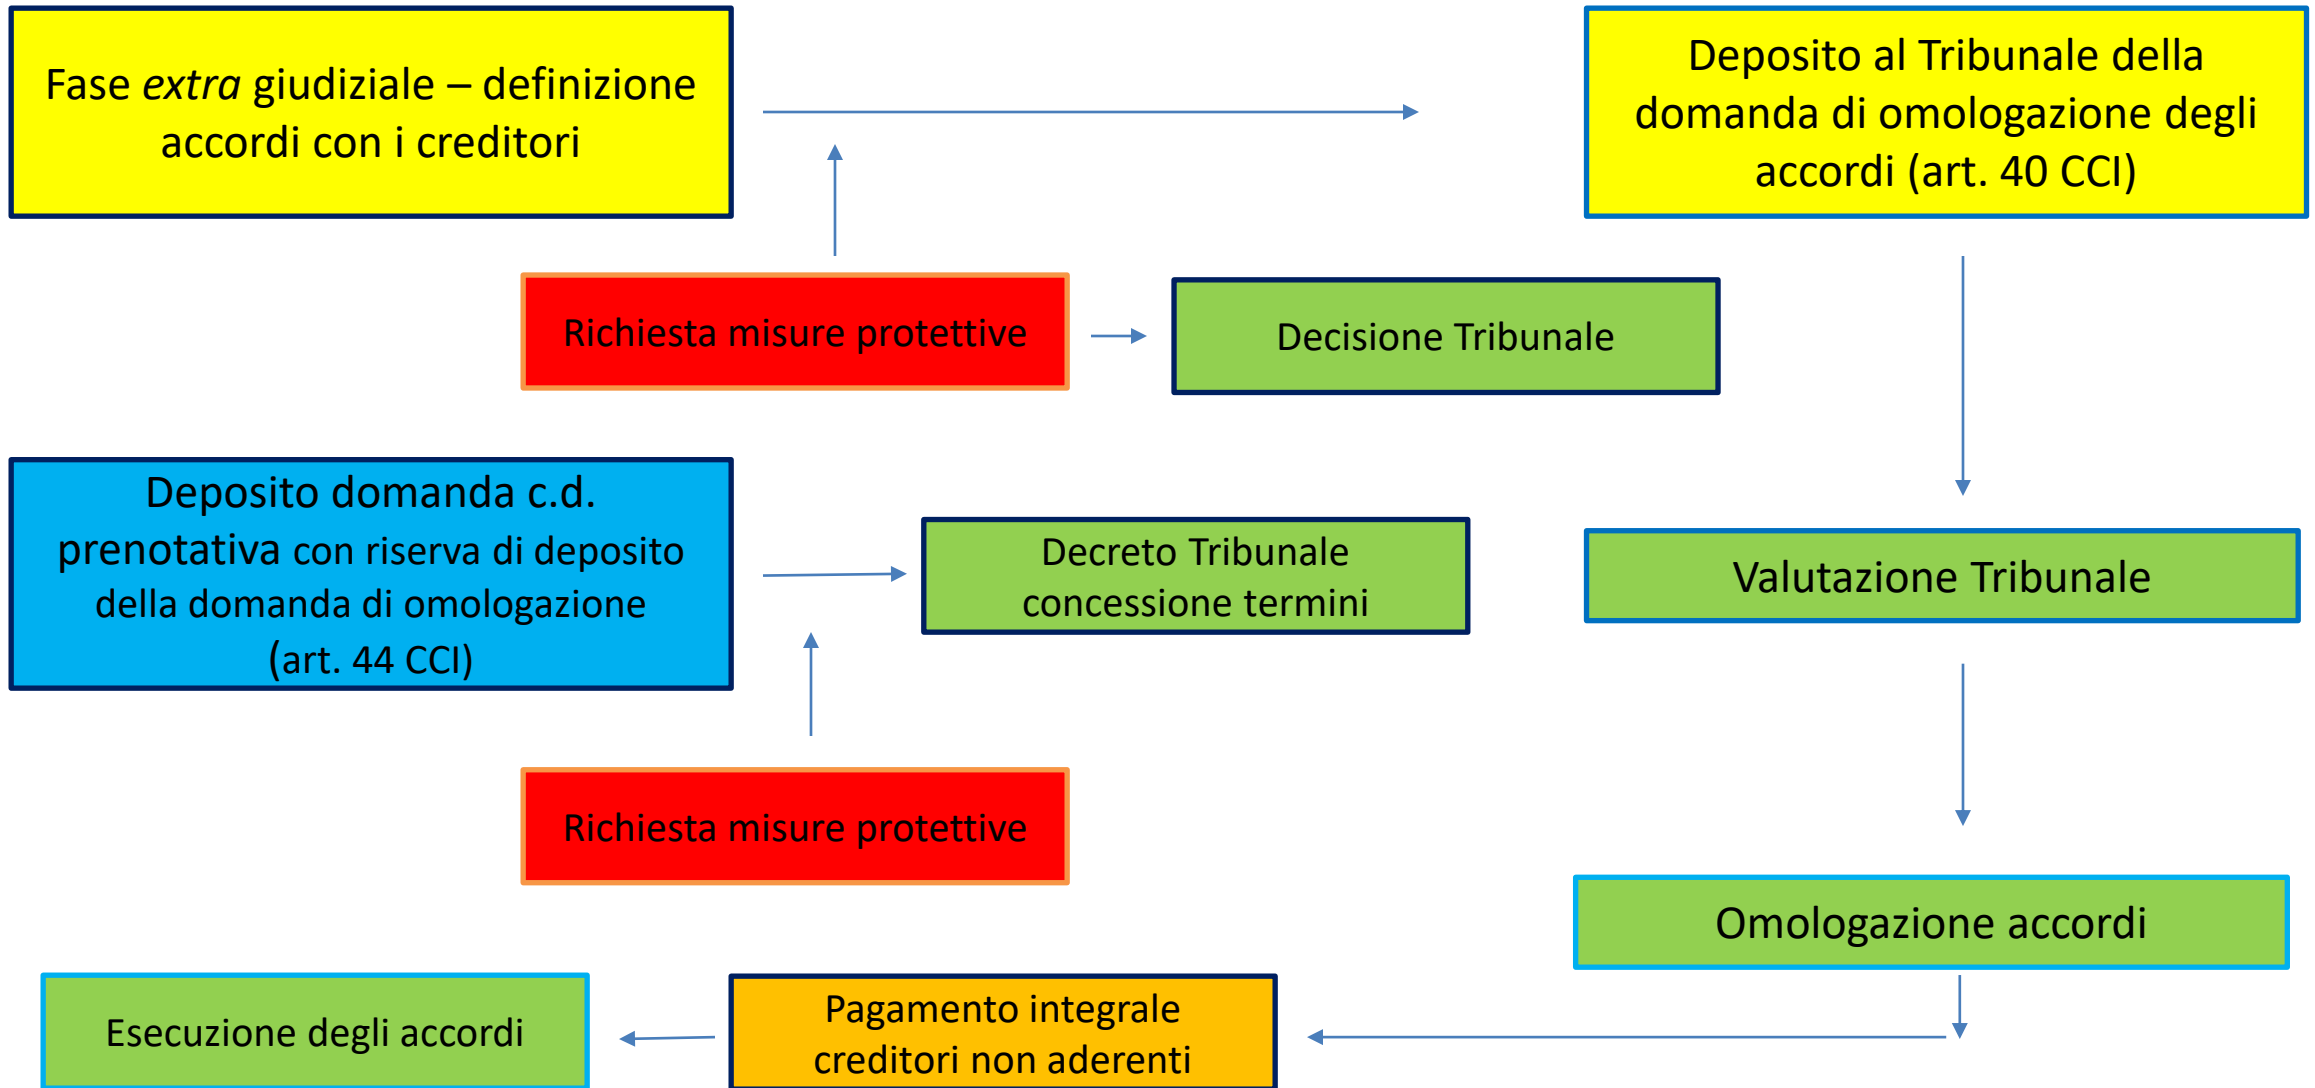 Fase extra giudiziale – definizione
accordi con i creditori
Deposito al Tribunale della
domanda di omologazione degli
accordi (art. 40 CCI)
Richiesta misure protettive
Decisione Tribunale
Deposito domanda c.d.
prenotativa con riserva di deposito
della domanda di omologazione
(art. 44 CCI)
Decreto Tribunale
concessione termini
Valutazione Tribunale
Richiesta misure protettive
Omologazione accordi
Esecuzione degli accordi
Pagamento integrale
creditori non aderenti